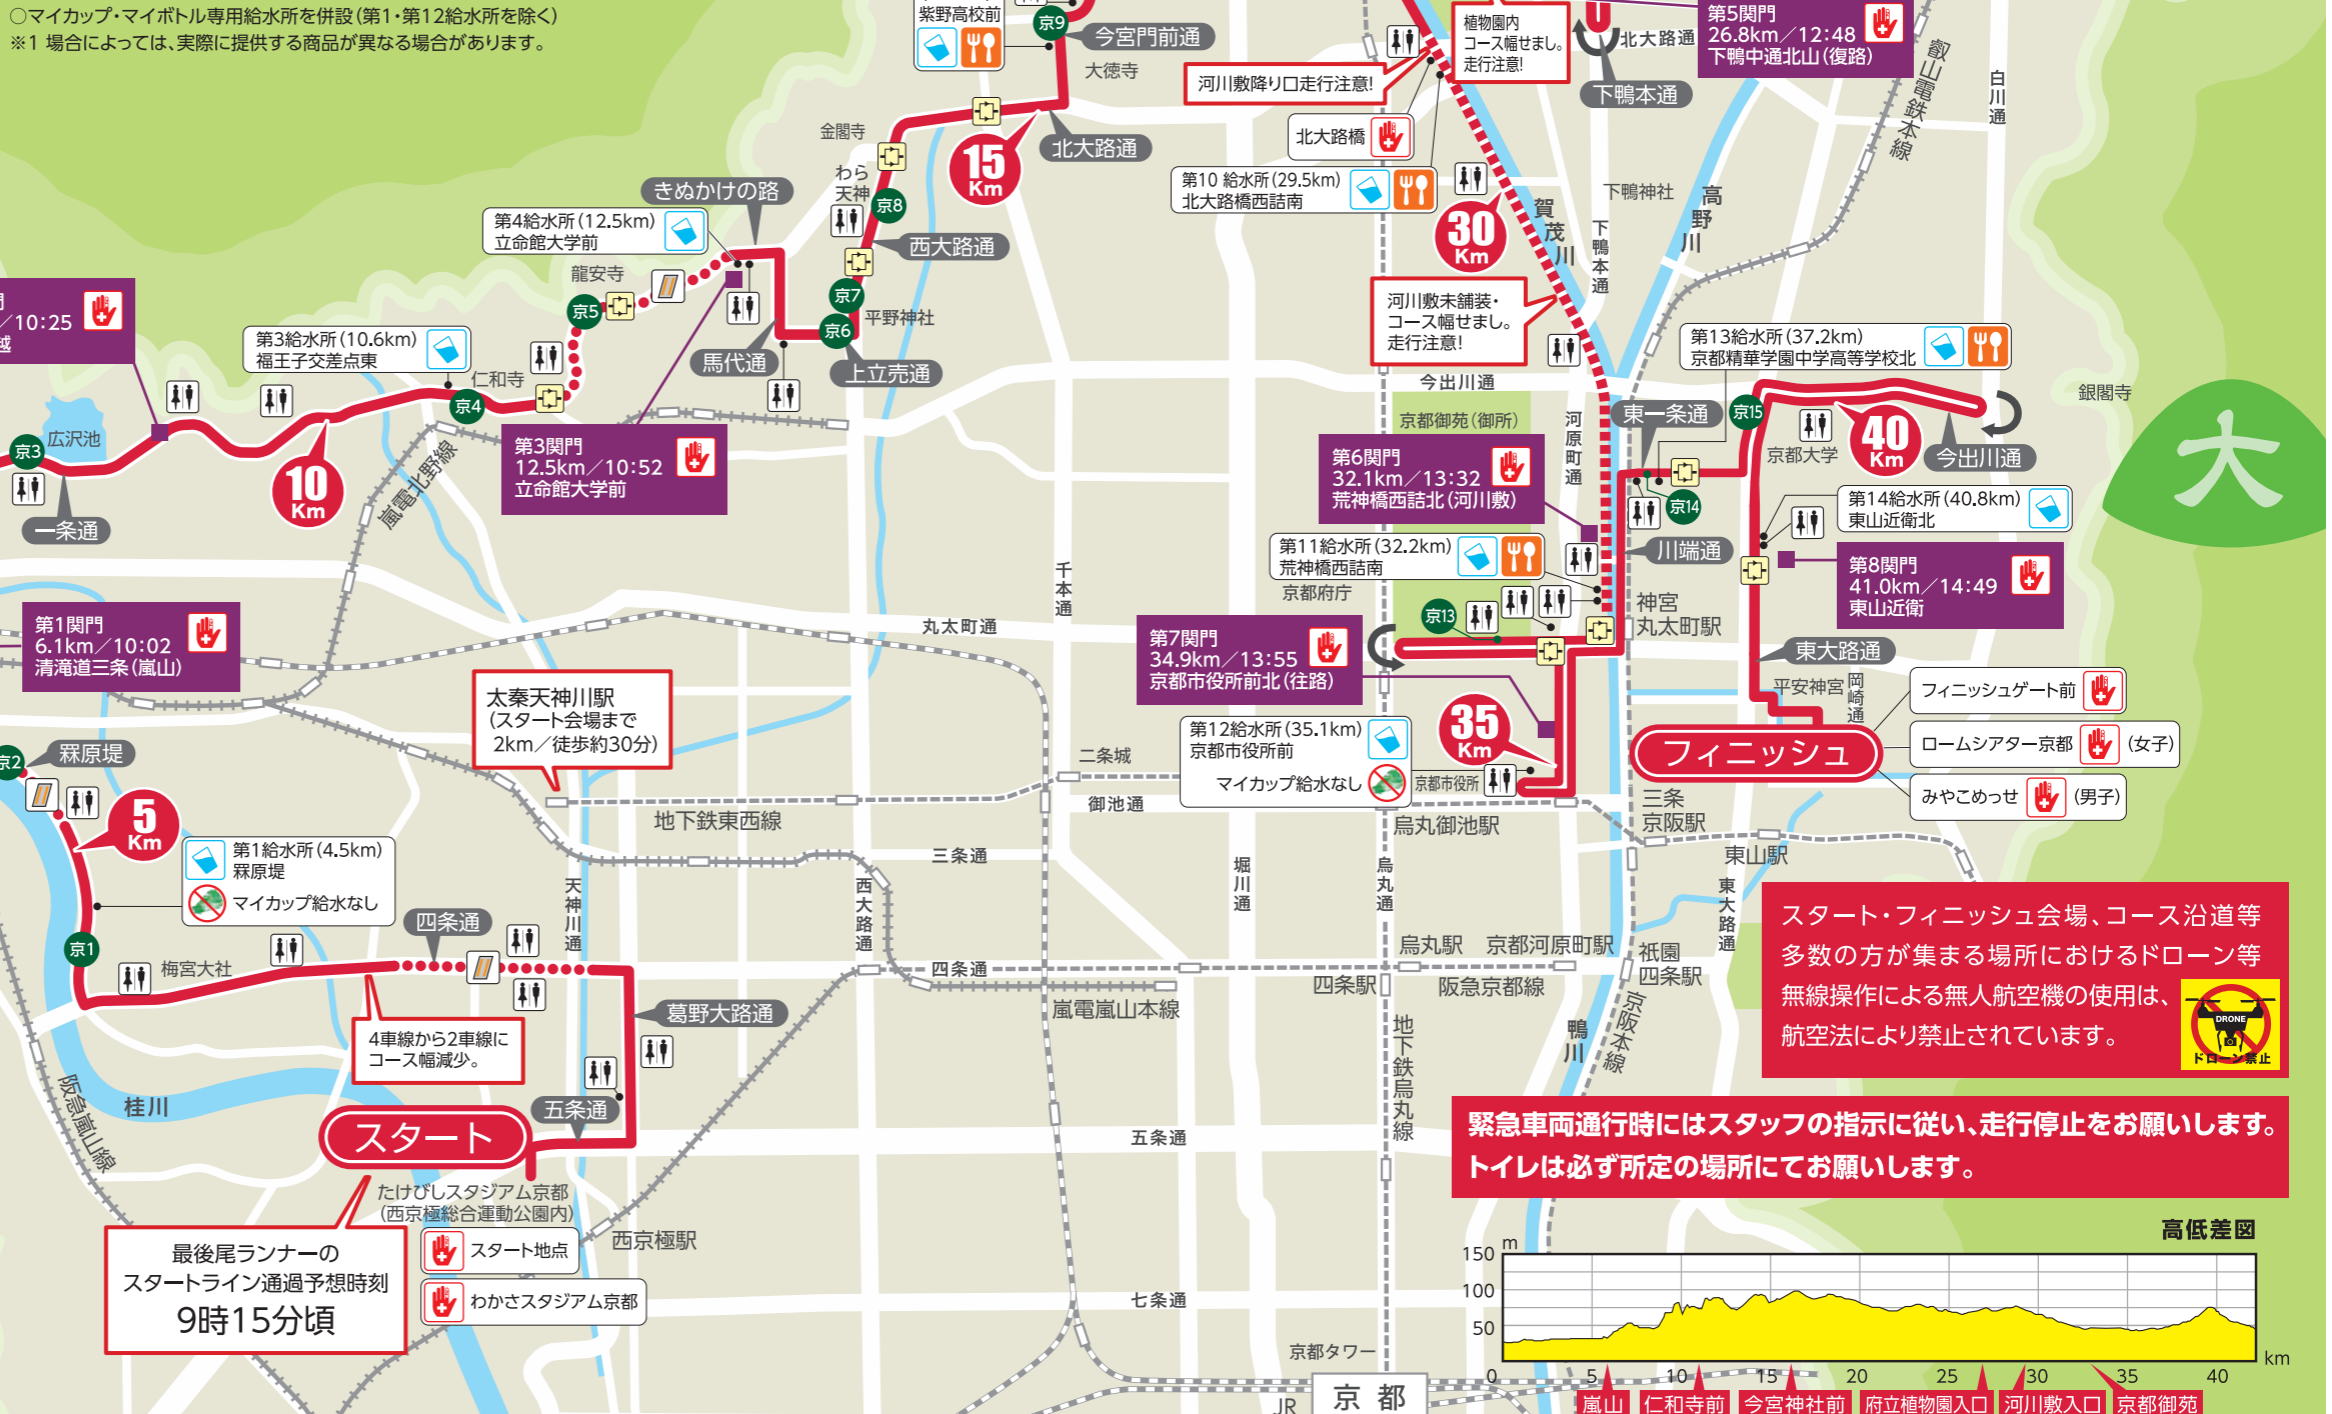 ○マイカップ・マイボトル専用給水所を併設（第1・第12給水所を除く）
※1 場合によっては、実際に提供する商品が異なる場合があります。
紫野高校前
京9
今宮門前通
大徳寺
植物園内
コース幅せまし。
走行注意!
河川敷降り口走行注意!
北大路通
下鴨本通
第5関門
26.8km／12:48
下鴨中通北山（復路）
叡山電鉄本線
白川通
金閣寺
15
Km
北大路通
北大路橋
第10 給水所（29.5km）
北大路橋西詰南
わら
天神
京8
きぬかけの路
第4給水所（12.5km）
立命館大学前
西大路通
30
Km
賀茂川
下鴨神社
下鴨本通
高野川
龍安寺
京5
京7
京6
平野神社
馬代通
上立売通
／10:25
越
第3給水所（10.6km）
福王子交差点東
仁和寺
京4
河川敷未舗装・
コース幅せまし。
走行注意!
第13給水所（37.2km）
京都精華学園中学高等学校北
今出川通
京都御苑（御所）
河原町通
東一条通
京15
銀閣寺
大
京3
広沢池
一条通
10
Km
嵐電北野線
第3関門
12.5km／10:52
立命館大学前
第6関門
32.1km／13:32
荒神橋西詰北（河川敷）
京都大学
40
Km
今出川通
京14
第14給水所（40.8km）
東山近衛北
第11給水所（32.2km）
荒神橋西詰南
川端通
第8関門
41.0km／14:49
東山近衛
千本通
京都府庁
京13
神宮
丸太町駅
丸太町通
第1関門
6.1km／10:02
清滝道三条（嵐山）
第7関門
34.9km／13:55
京都市役所前北（往路）
東大路通
平安神宮
岡崎通
フィニッシュゲート前
太秦天神川駅
（スタート会場まで
2km／徒歩約30分）
第12給水所（35.1km）
京都市役所前
マイカップ給水なし
35
Km
京都市役所
フィニッシュ
ロームシアター京都
（女子）
みやこめっせ
（男子）
京2
罧原堤
5
Km
二条城
御池通
地下鉄東西線
烏丸御池駅
三条
京阪駅
東山駅
第1給水所（4.5km）
罧原堤
マイカップ給水なし
三条通
天神川通
西大路通
堀川通
烏丸通
東大路通
四条通
京1
梅宮大社
四条通
烏丸駅
京都河原町駅
祇園
四条駅
四条駅
阪急京都線
嵐電嵐山本線
葛野大路通
4車線から2車線に
コース幅減少。
地下鉄烏丸線
鴨川
京阪本線
スタート・フィニッシュ会場、コース沿道等
多数の方が集まる場所におけるドローン等
無線操作による無人航空機の使用は、
航空法により禁止されています。
DRONE
ドローン禁止
阪急嵐山線
桂川
スタート
五条通
五条通
緊急車両通行時にはスタッフの指示に従い、走行停止をお願いします。
トイレは必ず所定の場所にてお願いします。
たけびしスタジアム京都
（西京極総合運動公園内）
西京極駅
スタート地点
わかさスタジアム京都
最後尾ランナーの
スタートライン通過予想時刻
9時15分頃
七条通
京都タワー
京都
JR
高低差図
m
150
100
50
0
5
10
15
20
25
30
35
40
km
嵐山
仁和寺前
今宮神社前
府立植物園入口
河川敷入口
京都御苑